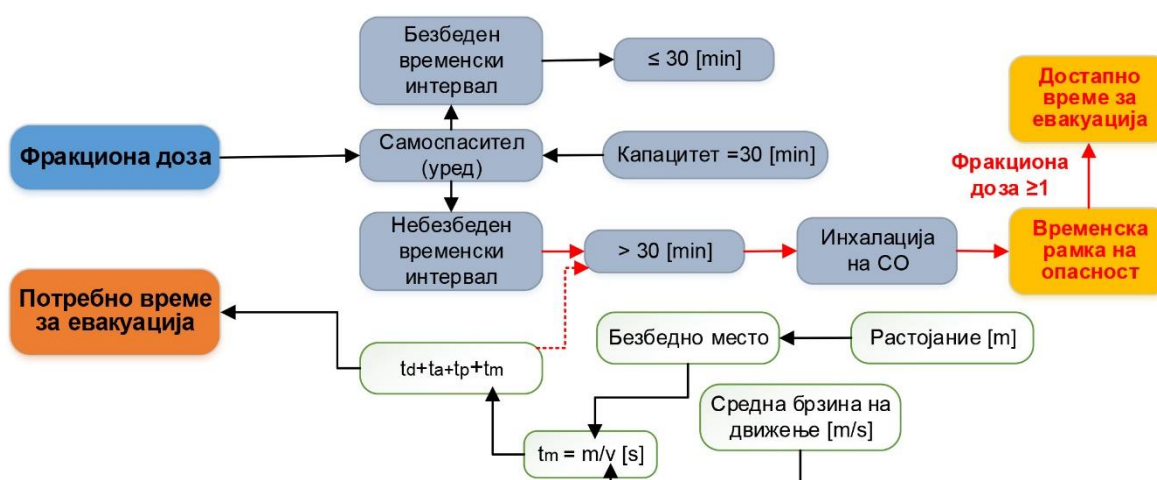 Безбеден
временски
интервал
≤ 30 [min]
Достапно
време за
евакуација
Фракциона доза
Самоспасител
(уред)
Капацитет =30 [min]
Фракциона
доза ≥1
Небезбеден
временски
интервал
> 30 [min]
Инхалација
на CO
Временска
рамка на
опасност
Потребно време
за евакуација
Безбедно место
Растојание [m]
td+ta+tp+tm
Средна брзина на
движење [m/s]
tm = m/v [s]